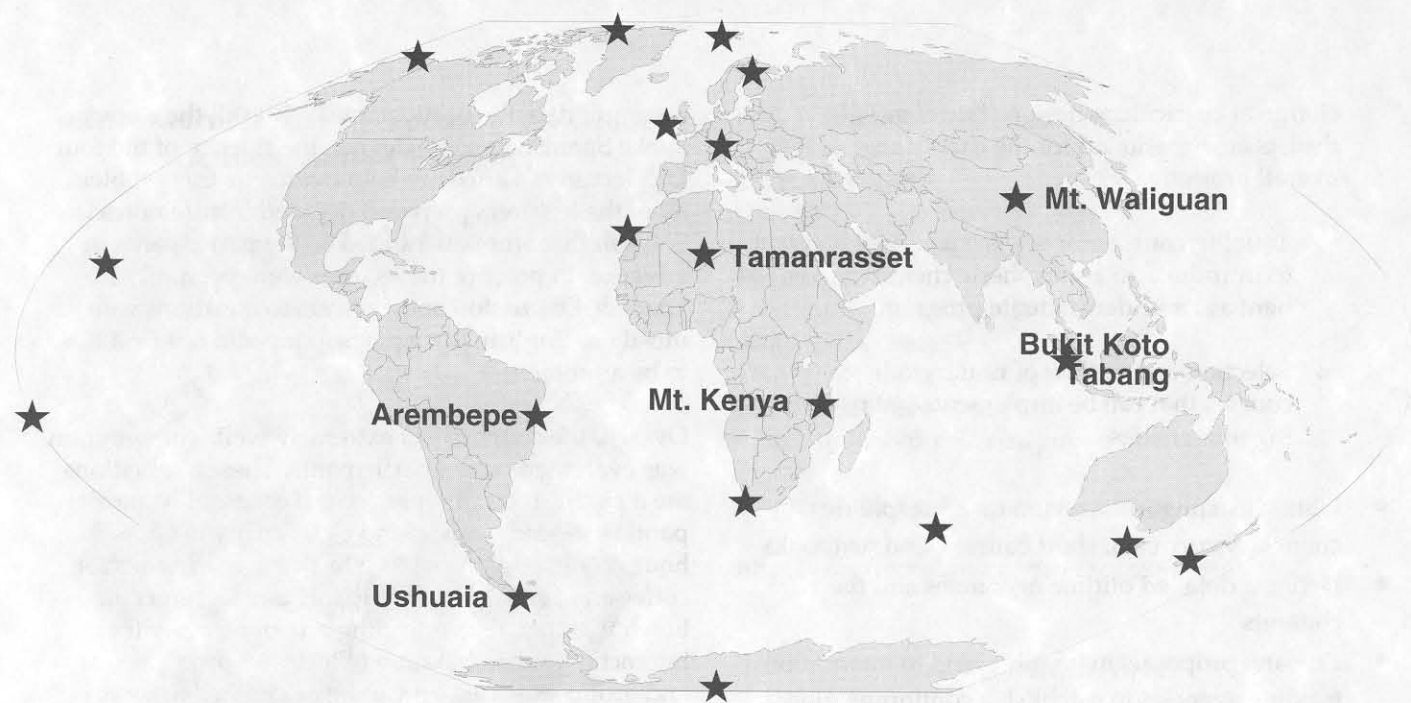 Mt. Waliguan
Tamanrasset
Bukit Koto
Tabang
Mt. Kenya
Arembepe
Ushuaia